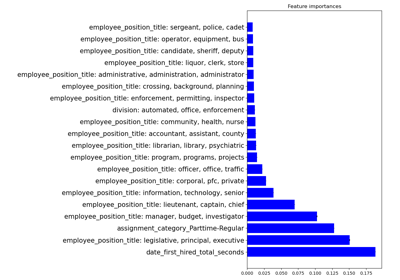 Feature importances
employee_position_title: sergeant, police, cadet
employee_position_title: operator, equipment, bus
employee_position_title: candidate, sheriff, deputy
employee_position_title: liquor, clerk, store
employee_position_title: administrative, administration, administrator
employee_position_title: crossing, background, planning
employee_position_title: enforcement, permitting, inspector
division: automated, office, enforcement
employee_position_title: community, health, nurse
employee_position_title: accountant, assistant, county
employee_position_title: librarian, library, psychiatric
employee_position_title: program, programs, projects
employee_position_title: officer, office, traffic
employee_position_title: corporal, pfc, private
employee_position_title: information, technology, senior
employee_position_title: lieutenant, captain, chief
employee_position_title: manager, budget, investigator
assignment_category_Parttime-Regular
employee_position_title: legislative, principal, executive
date_first_hired_total_seconds
0.000 0.025 0.050 0.075 0.100 0.125 0.150 0.175